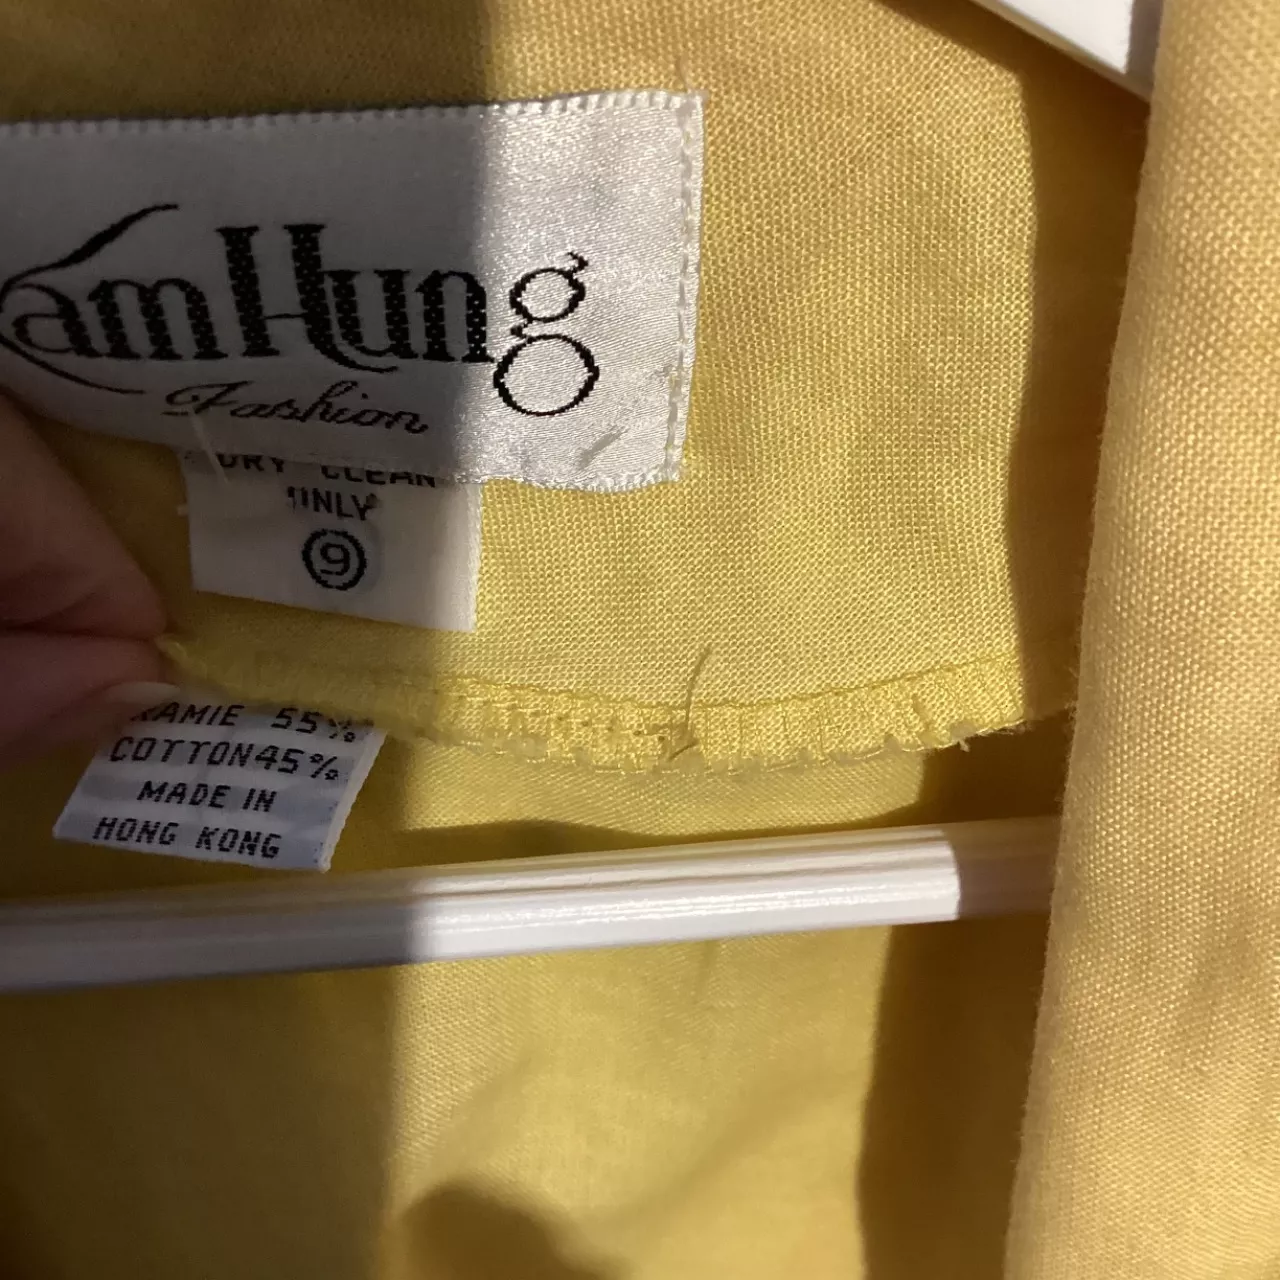 amHung
Fashion
DRY CLEAN
ONLY
9
RAMIE 55%
COTTON45%
MADE IN
HONG KONG